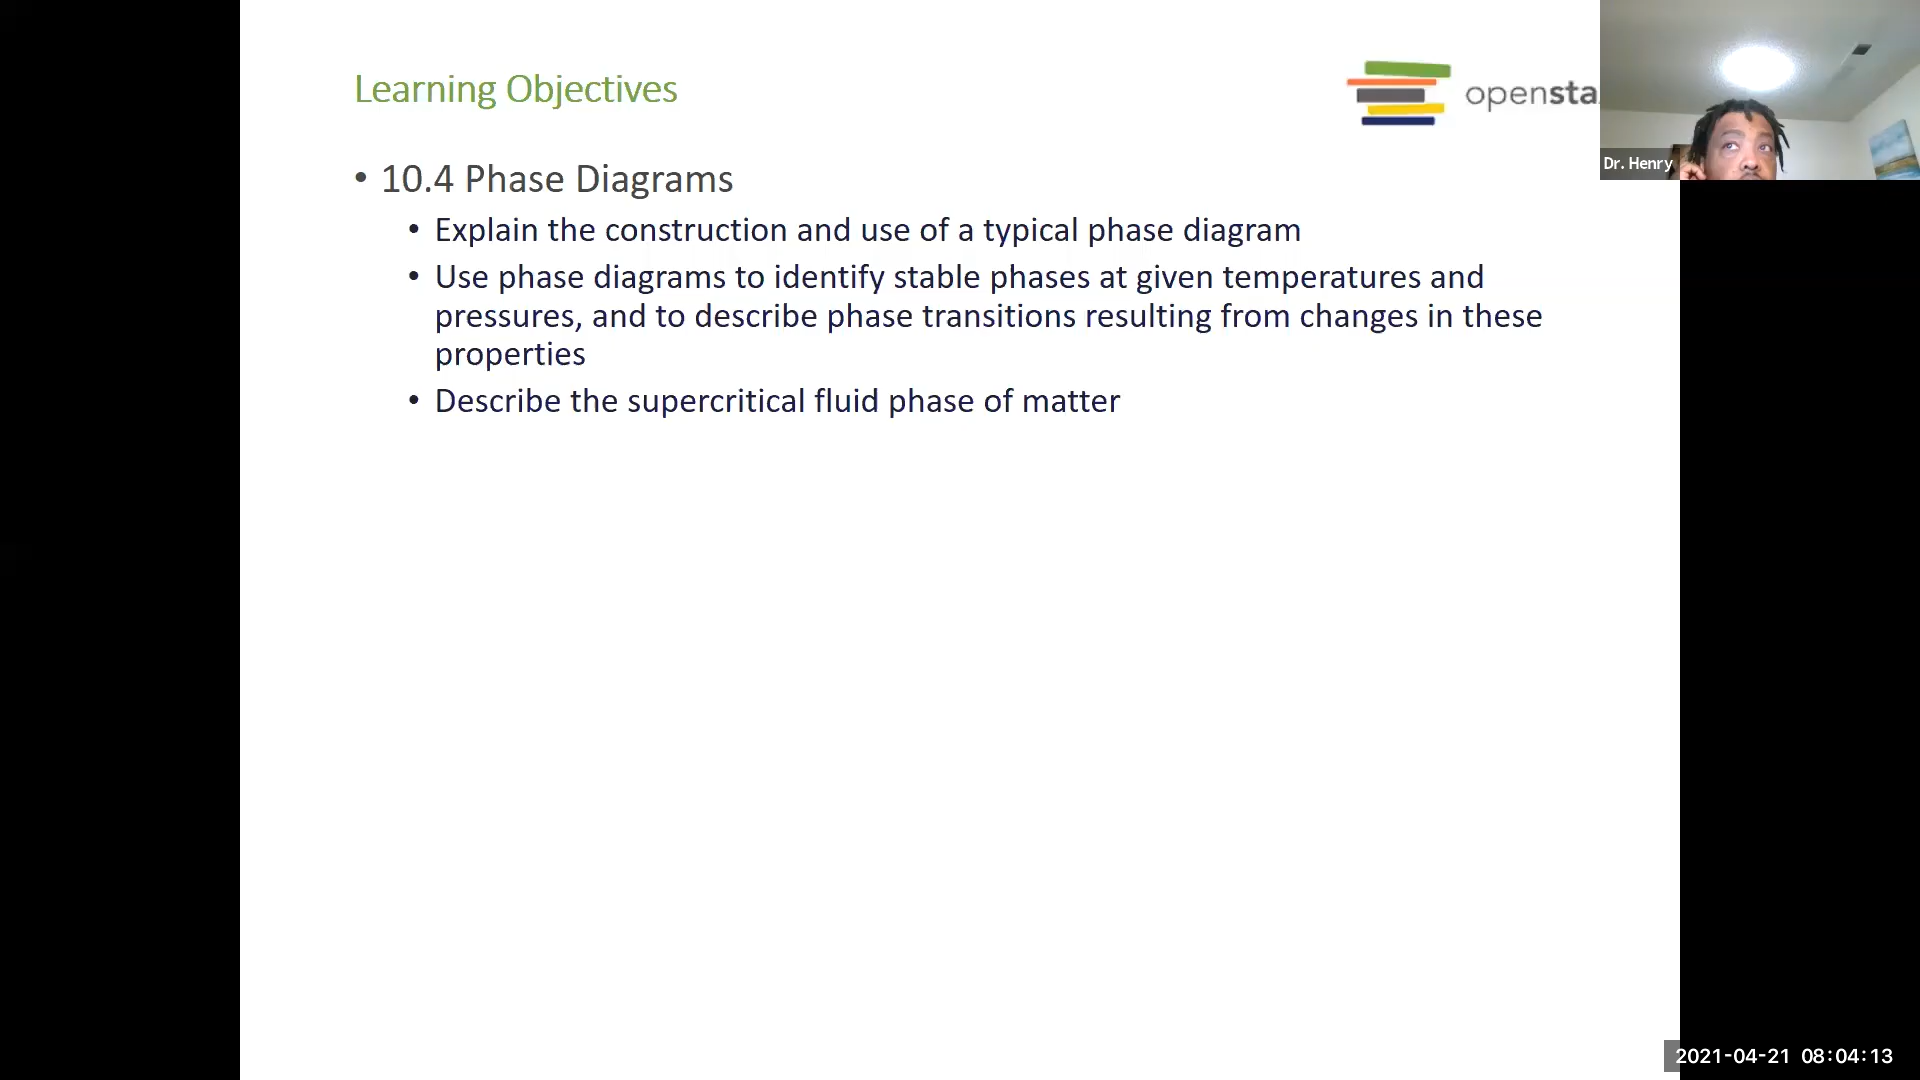 Learning Objectives
opensta
Dr. Henry
• 10.4 Phase Diagrams
• Explain the construction and use of a typical phase diagram
• Use phase diagrams to identify stable phases at given temperatures and
pressures, and to describe phase transitions resulting from changes in these
properties
• Describe the supercritical fluid phase of matter
2021-04-21 08:04:13